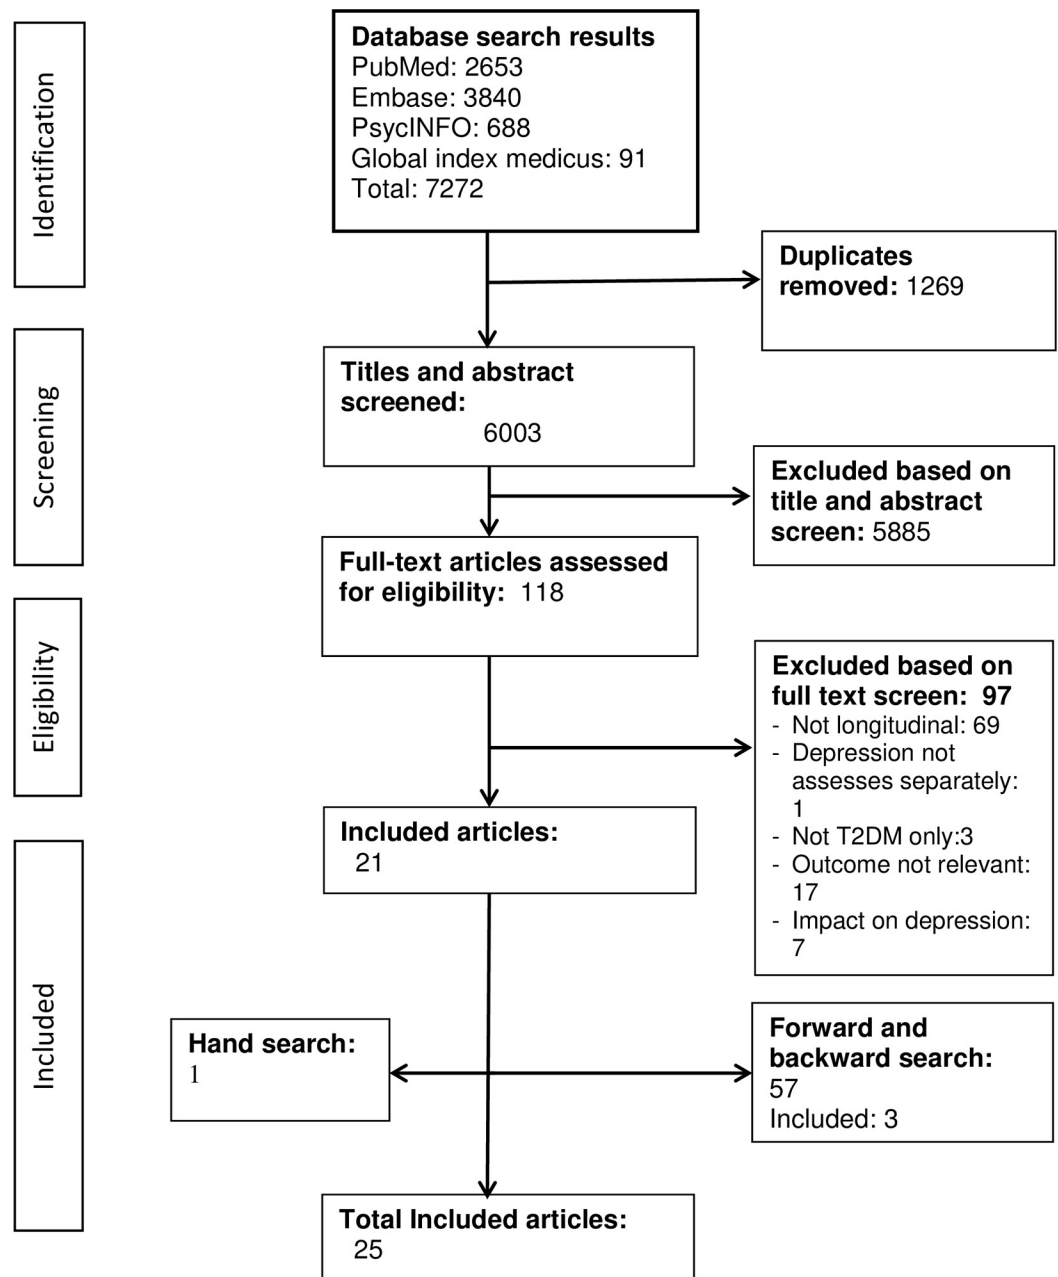 Identification
Database search results
PubMed: 2653
Embase: 3840
PsycINFO: 688
Global index medicus: 91
Total: 7272
Duplicates
removed: 1269
Screening
Titles and abstract
screened:
6003
Excluded based on
title and abstract
screen: 5885
Full-text articles assessed
for eligibility: 118
Eligibility
Excluded based on
full text screen: 97
- Not longitudinal: 69
- Depression not
assesses separately:
1
- Not T2DM only:3
- Outcome not relevant:
17
- Impact on depression:
7
Included articles:
21
Included
Hand search:
1
Forward and
backward search:
57
Included: 3
Total Included articles:
25